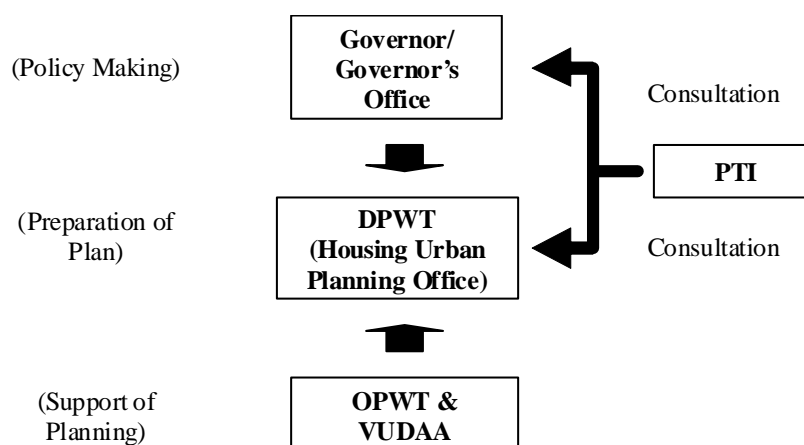 (Policy Making)
Governor/
Governor's
Office
Consultation
PTI
(Preparation of
Plan)
DPWT
(Housing Urban
Planning Office)
Consultation
(Support of
Planning)
OPWT &
VUDAA